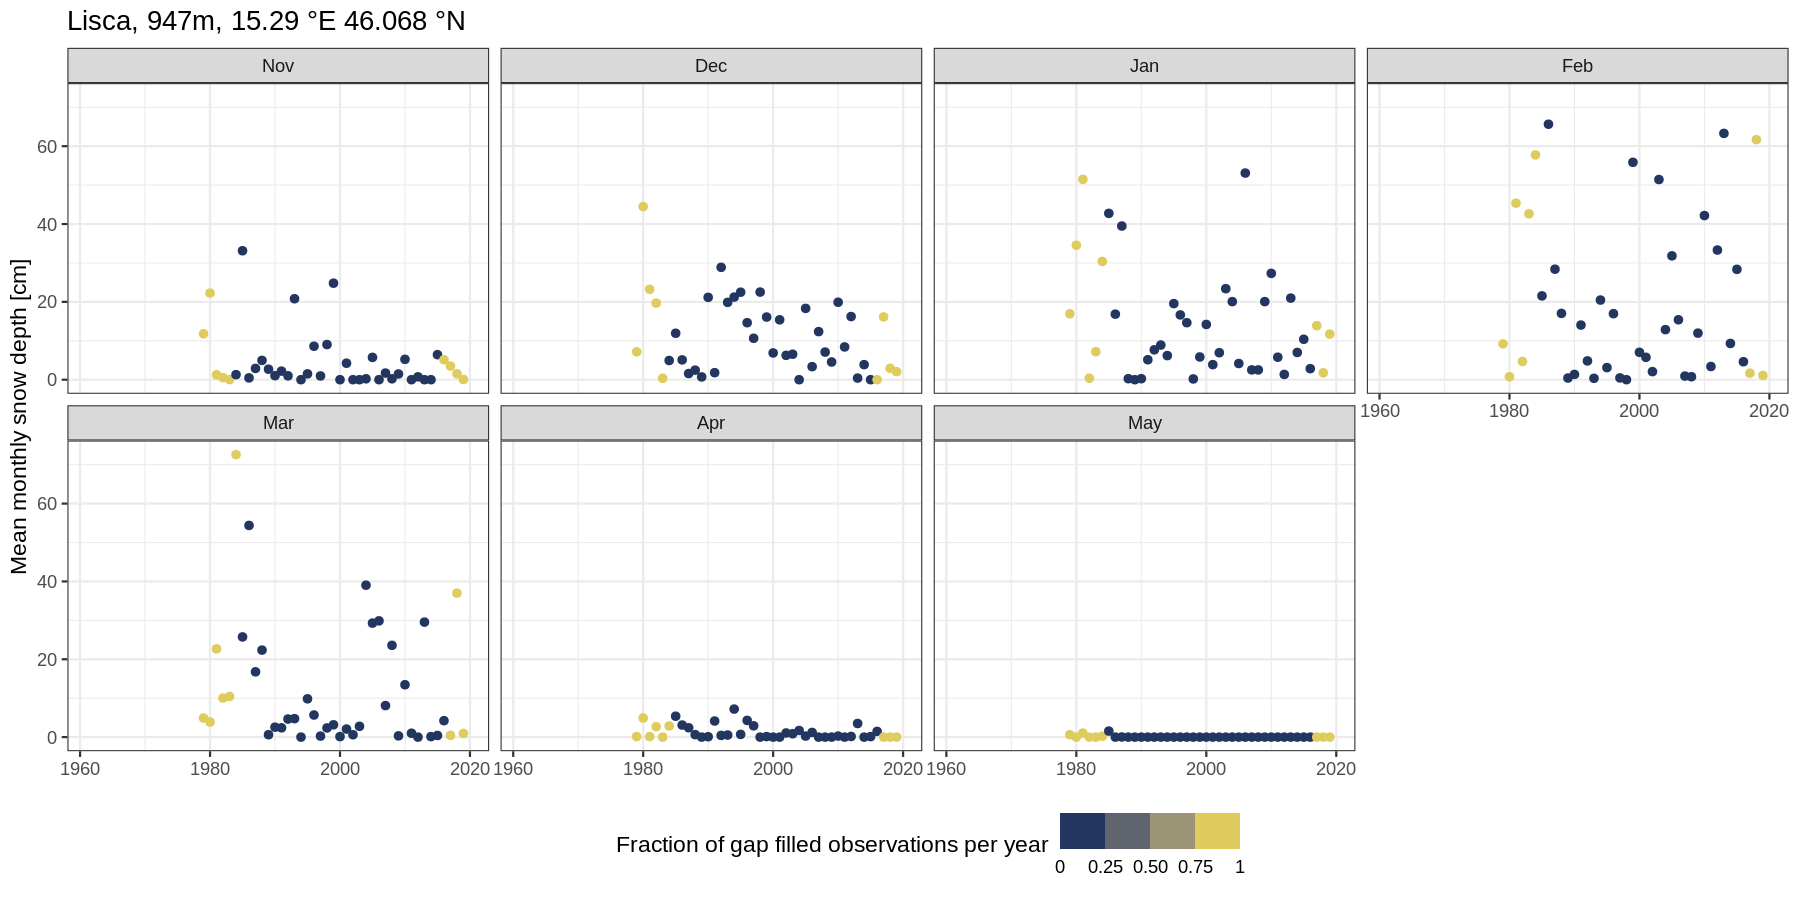 Lisca, 947m, 15.29 °E 46.068 °N
Nov Dec Jan Feb
Mean monthly snow depth [cm]
60
40
20
0
1960 1980 2000 2020
Mar Apr May
60
40
20
0
1960 1980 2000 2020 1960 1980 2000 2020 1960 1980 2000 2020
Fraction of gap filled observations per year
0 0.25 0.50 0.75 1